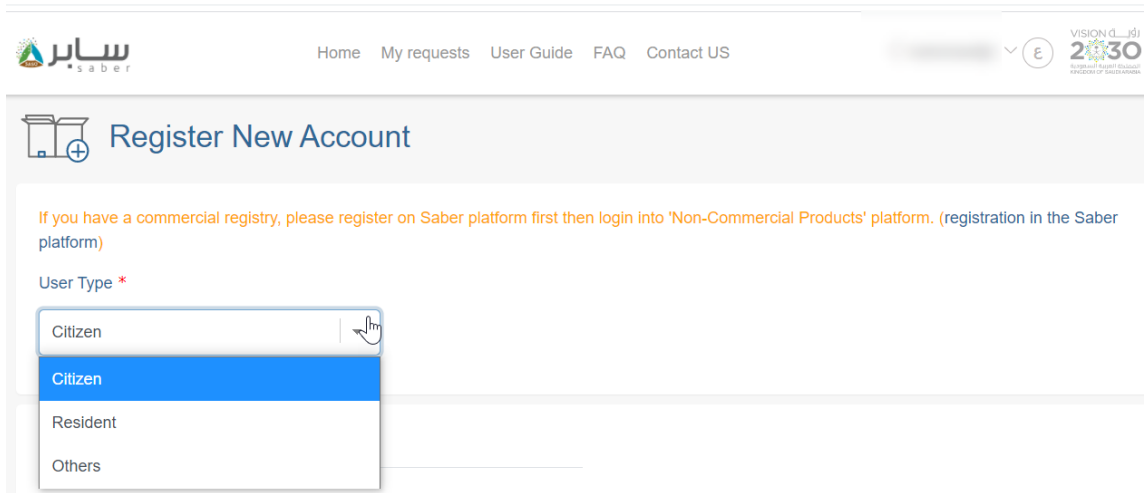 سابر
saber
Home My requests User Guide FAQ Contact US
ع
VISION رؤية
2030
المملكة العربية السعودية
KINGDOM OF SAUDI ARABIA
Register New Account
If you have a commercial registry, please register on Saber platform first then login into 'Non-Commercial Products' platform. (registration in the Saber
platform)
User Type *
Citizen
Citizen
Resident
Others